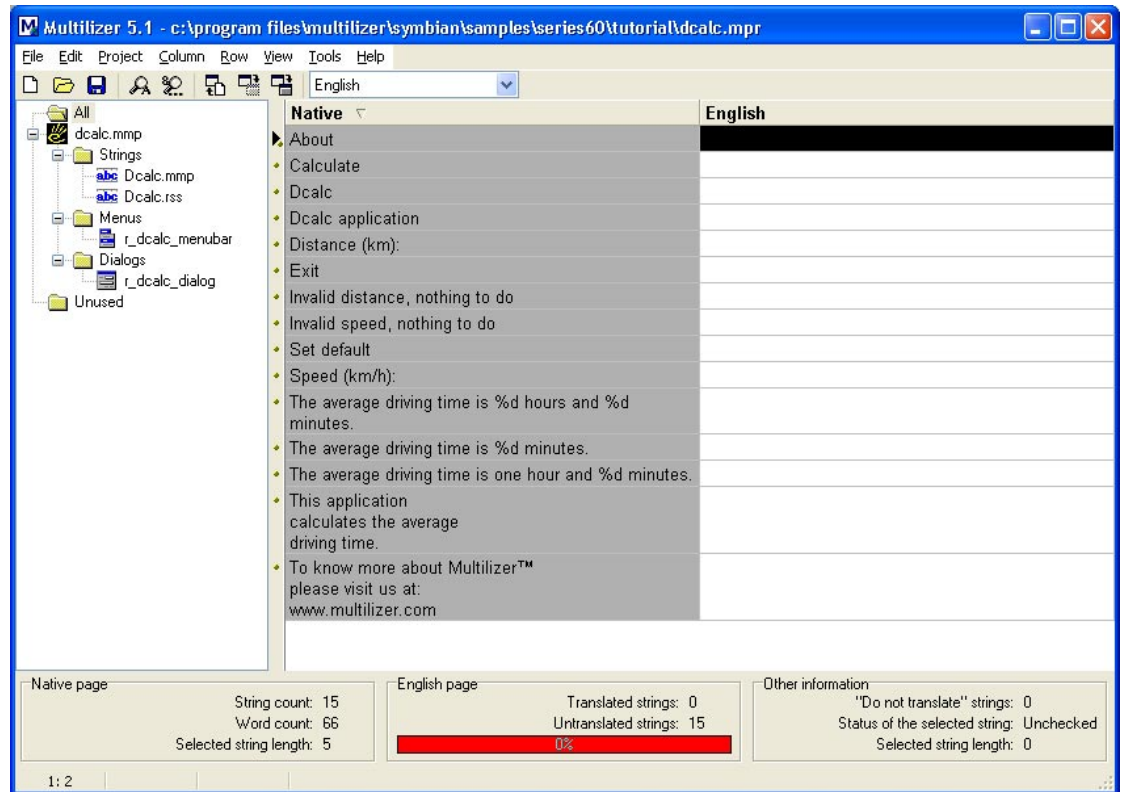 Multilizer 5.1 - c:\program files\multilizer\symbian\samples\series60\tutorial\dcalc.mpr
File Edit Project Column Row View Tools Help
English
All
dcalc.mmp
Strings
abc Dcalc.mmp
abc Dcalc.rss
Menus
r_dcalc_menubar
Dialogs
r_dcalc_dialog
Unused
Native English
About
Calculate
Dcalc
Dcalc application
Distance (km):
Exit
Invalid distance, nothing to do
Invalid speed, nothing to do
Set default
Speed (km/h):
The average driving time is %d hours and %d
minutes.
The average driving time is %d minutes.
The average driving time is one hour and %d minutes.
This application
calculates the average
driving time.
To know more about Multilizer™
please visit us at:
www.multilizer.com
Native page
String count: 15
Word count: 66
Selected string length: 5
English page
Translated strings: 0
Untranslated strings: 15
0%
Other information
"Do not translate" strings: 0
Status of the selected string: Unchecked
Selected string length: 0
1: 2